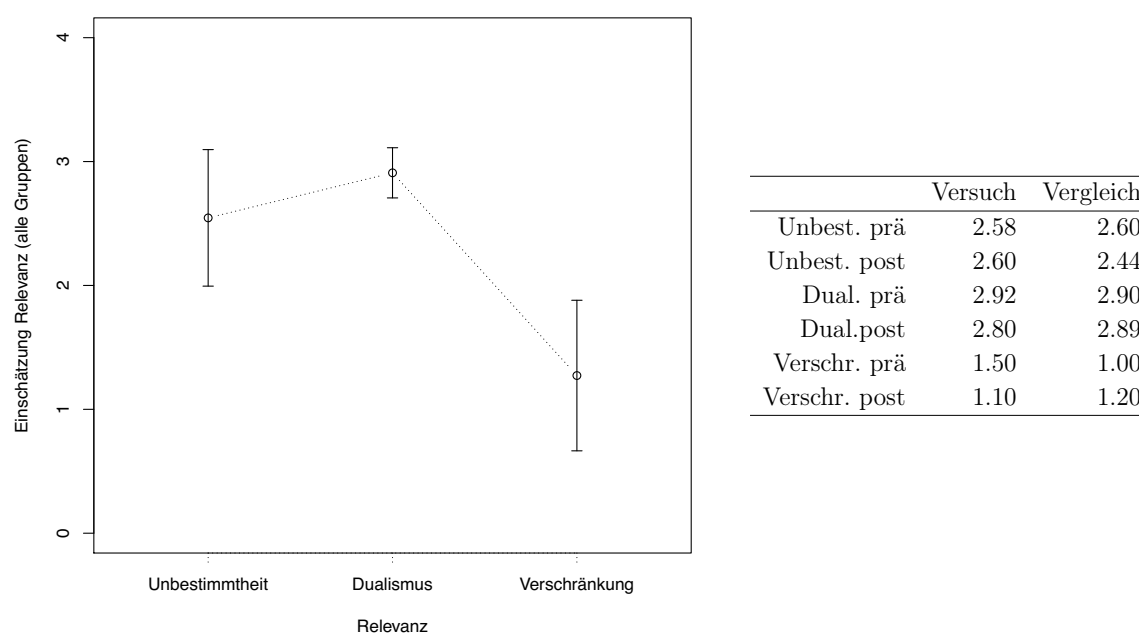 Einschätzung Relevanz (alle Gruppen)
4
3
2
1
0
Unbestimmtheit Dualismus Verschränkung
Relevanz
Versuch Vergleich
Unbest. prä 2.58 2.60
Unbest. post 2.60 2.44
Dual. prä 2.92 2.90
Dual.post 2.80 2.89
Verschr. prä 1.50 1.00
Verschr. post 1.10 1.20